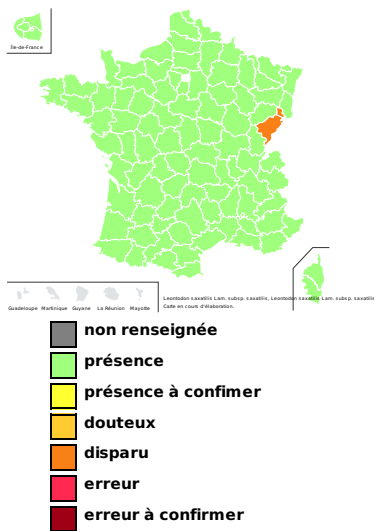 Île-de-France
Guadeloupe Martinique Guyane La Réunion Mayotte
Leontodon saxatilis Lam. subsp. saxatilis, Leontodon saxatilis Lam. subsp. saxatilis
Carte en cours d'élaboration.
non renseignée
présence
présence à confimer
douteux
disparu
erreur
erreur à confirmer